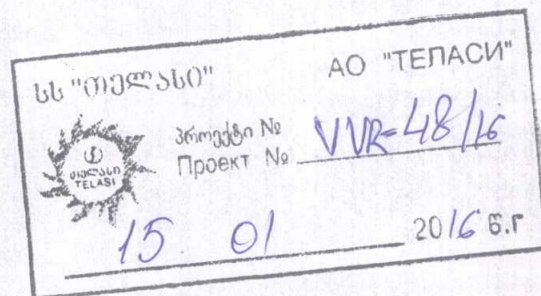 სს "თელასი" АО "ТЕЛАСИ"
პროექტი №
Проект № VVR-48/16
თელასი
TELASI
15 01 2016 წ.г